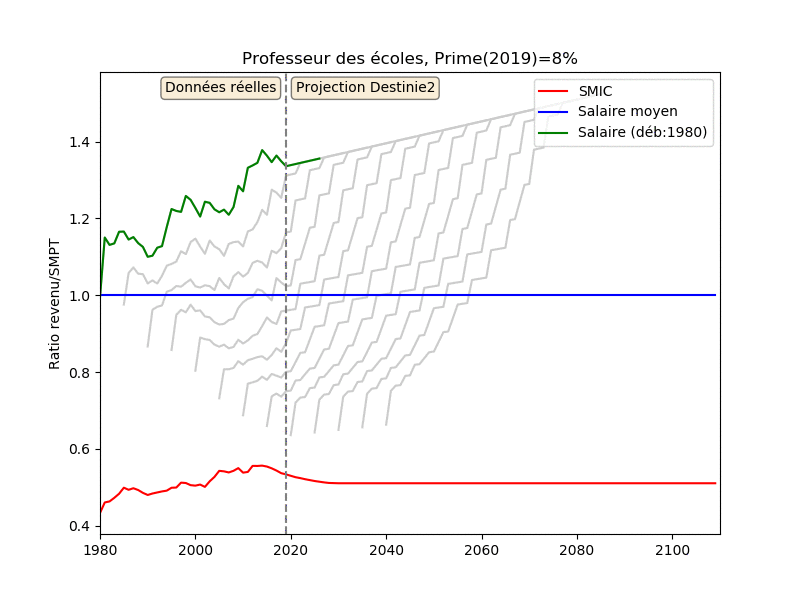 Professeur des écoles, Prime(2019)=8%
Données réelles
Projection Destinie2
SMIC
Salaire moyen
Salaire (déb:1980)
Ratio revenu/SMPT
1.4
1.2
1.0
0.8
0.6
0.4
1980
2000
2020
2040
2060
2080
2100